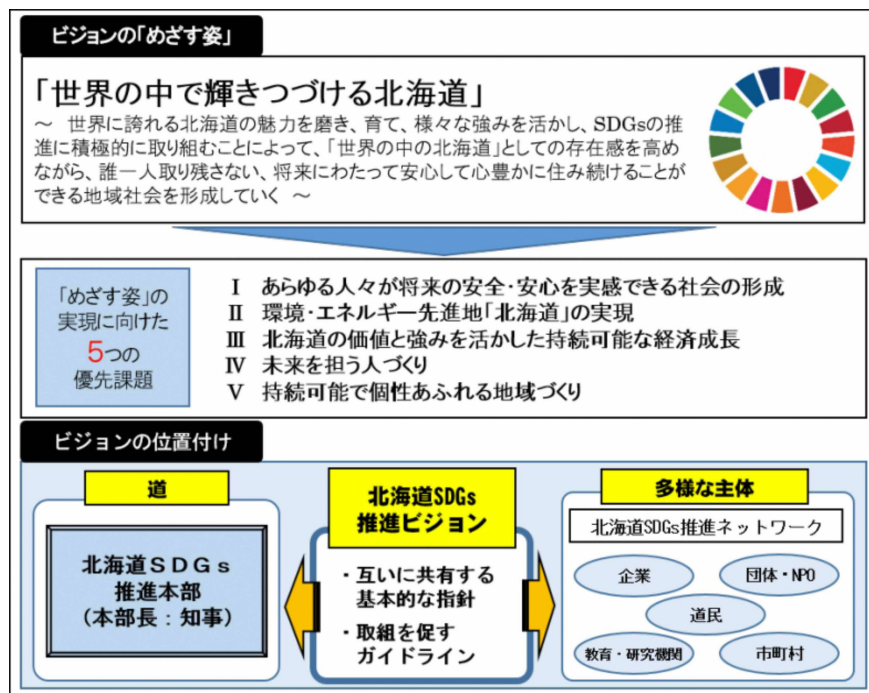 ビジョンの「めざす姿」
「世界の中で輝きつづける北海道」
～ 世界に誇れる北海道の魅力を磨き、育て、様々な強みを活かし、SDGsの推
進に積極的に取り組むことによって、「世界の中の北海道」としての存在感を高め
ながら、誰一人取り残さない、将来にわたって安心して心豊かに住み続けることが
できる地域社会を形成していく ～
「めざす姿」の
実現に向けた
5つの
優先課題
Ⅰ あらゆる人々が将来の安全・安心を実感できる社会の形成
Ⅱ 環境・エネルギー先進地「北海道」の実現
Ⅲ 北海道の価値と強みを活かした持続可能な経済成長
Ⅳ 未来を担う人づくり
Ⅴ 持続可能で個性あふれる地域づくり
ビジョンの位置付け
道
北海道ＳＤＧｓ
推進本部
（本部長：知事）
北海道SDGs
推進ビジョン
・互いに共有する
基本的な指針
・取組を促す
ガイドライン
多様な主体
北海道SDGs推進ネットワーク
企業
団体・NPO
道民
教育・研究機関
市町村